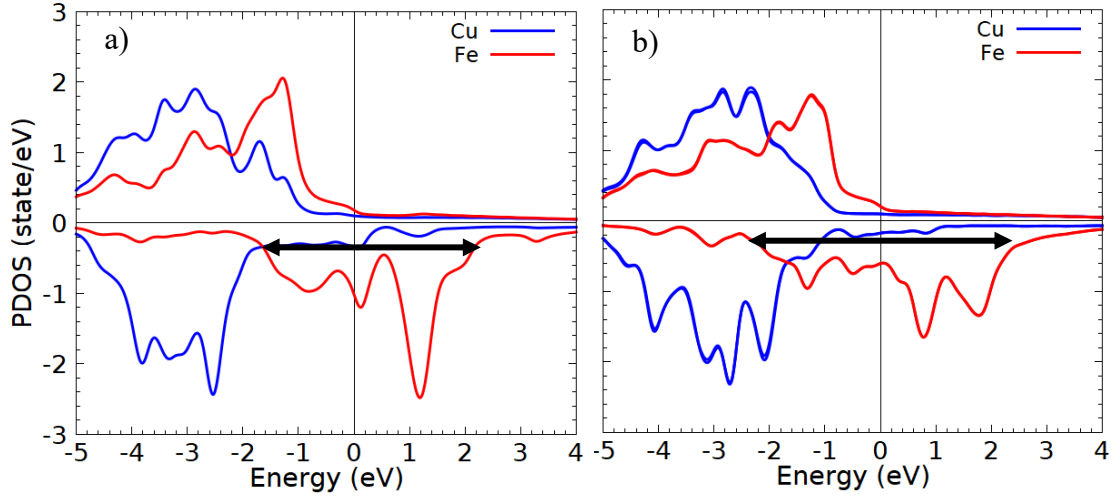 a)
Cu
Fe
3
2
1
0
-1
-2
-3
PDOS (state/eV)
-5 -4 -3 -2 -1 0 1 2 3 4
Energy (eV)
b)
Cu
Fe
-5 -4 -3 -2 -1 0 1 2 3 4
Energy (eV)